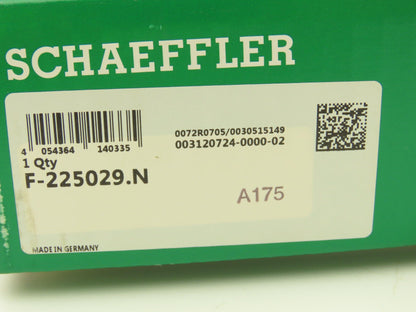 SCHAEFFLER
4 054364 140335
0072R0705/0030515149
003120724-0000-02
1 Qty
F-225029.N
A175
MADE IN GERMANY